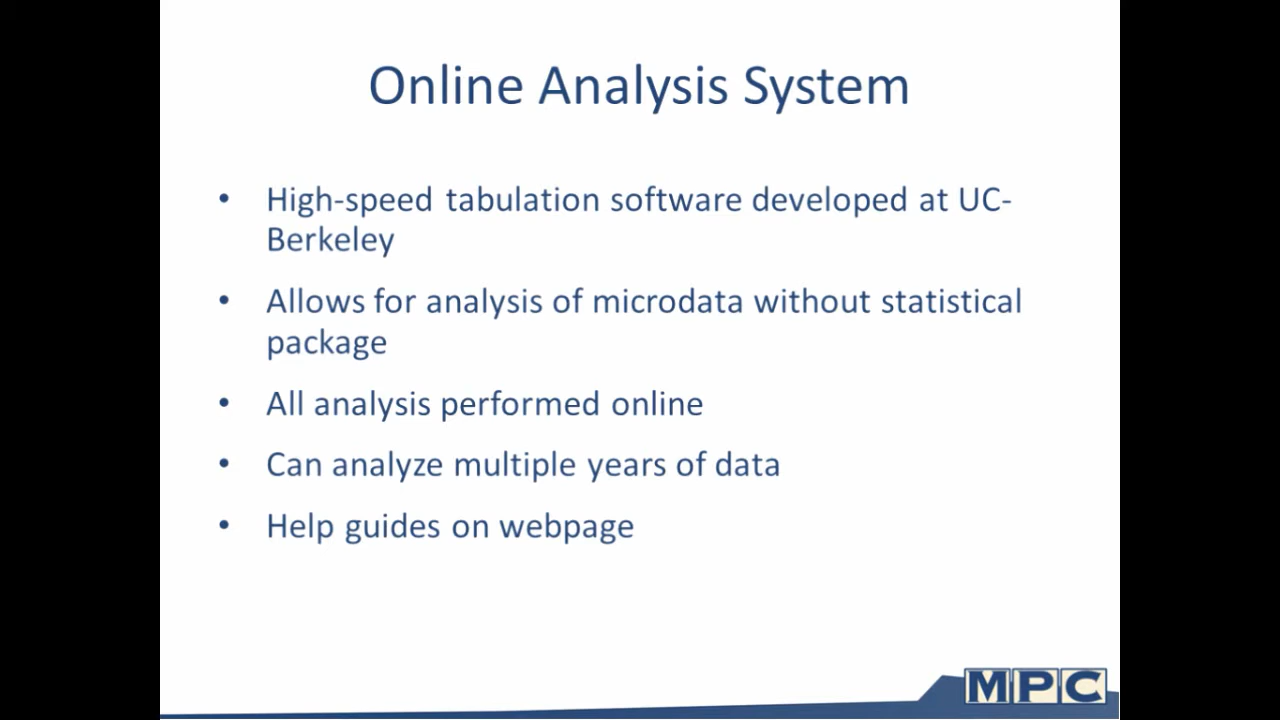 Online Analysis System
• High-speed tabulation software developed at UC-
Berkeley
• Allows for analysis of microdata without statistical
package
• All analysis performed online
• Can analyze multiple years of data
• Help guides on webpage
MPC